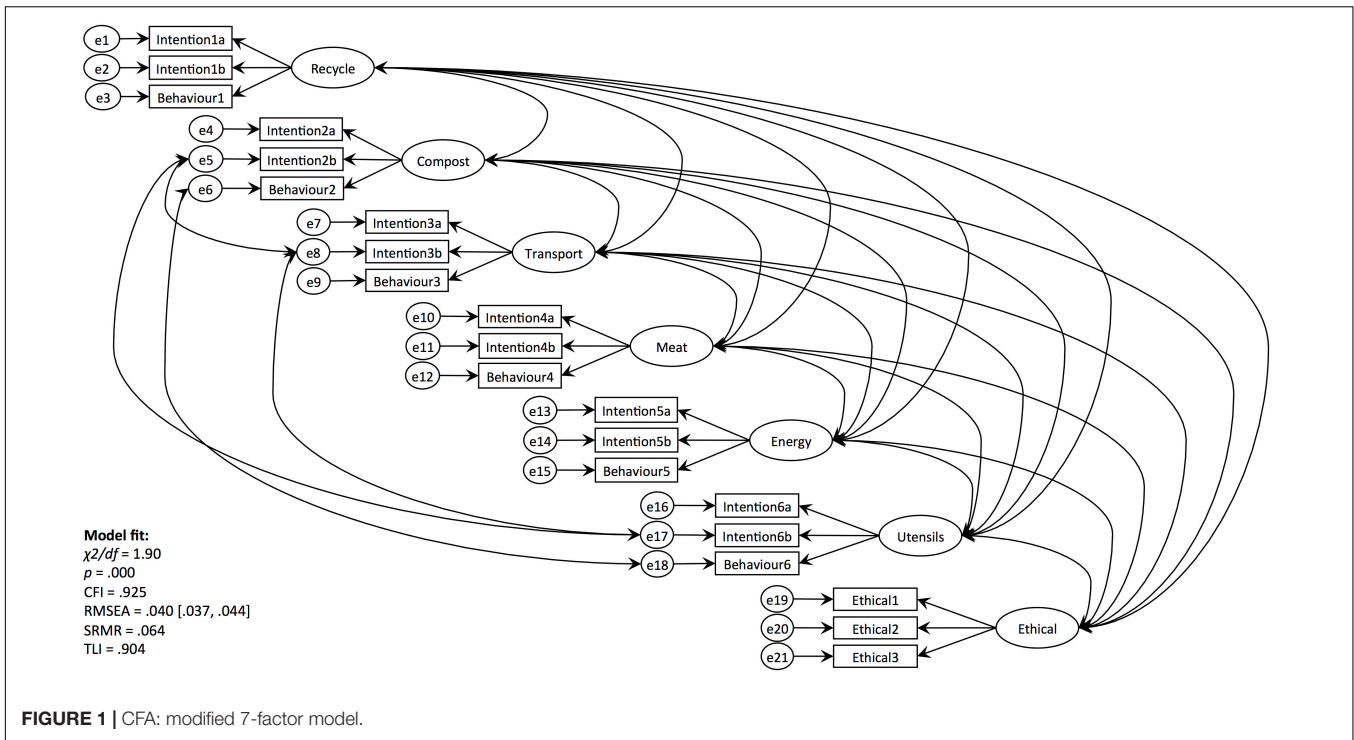 e1
Intention1a
e2
Intention1b
Recycle
e3
Behaviour1
e4
Intention2a
e5
Intention2b
Compost
e6
Behaviour2
e7
Intention3a
e8
Intention3b
Transport
e9
Behaviour3
e10
Intention4a
e11
Intention4b
Meat
e12
Behaviour4
e13
Intention5a
e14
Intention5b
Energy
e15
Behaviour5
e16
Intention6a
e17
Intention6b
Utensils
e18
Behaviour6
e19
Ethical1
e20
Ethical2
Ethical
e21
Ethical3
Model fit:
χ2/df = 1.90
p = .000
CFI = .925
RMSEA = .040 [.037, .044]
SRMR = .064
TLI = .904
FIGURE 1 | CFA: modified 7-factor model.